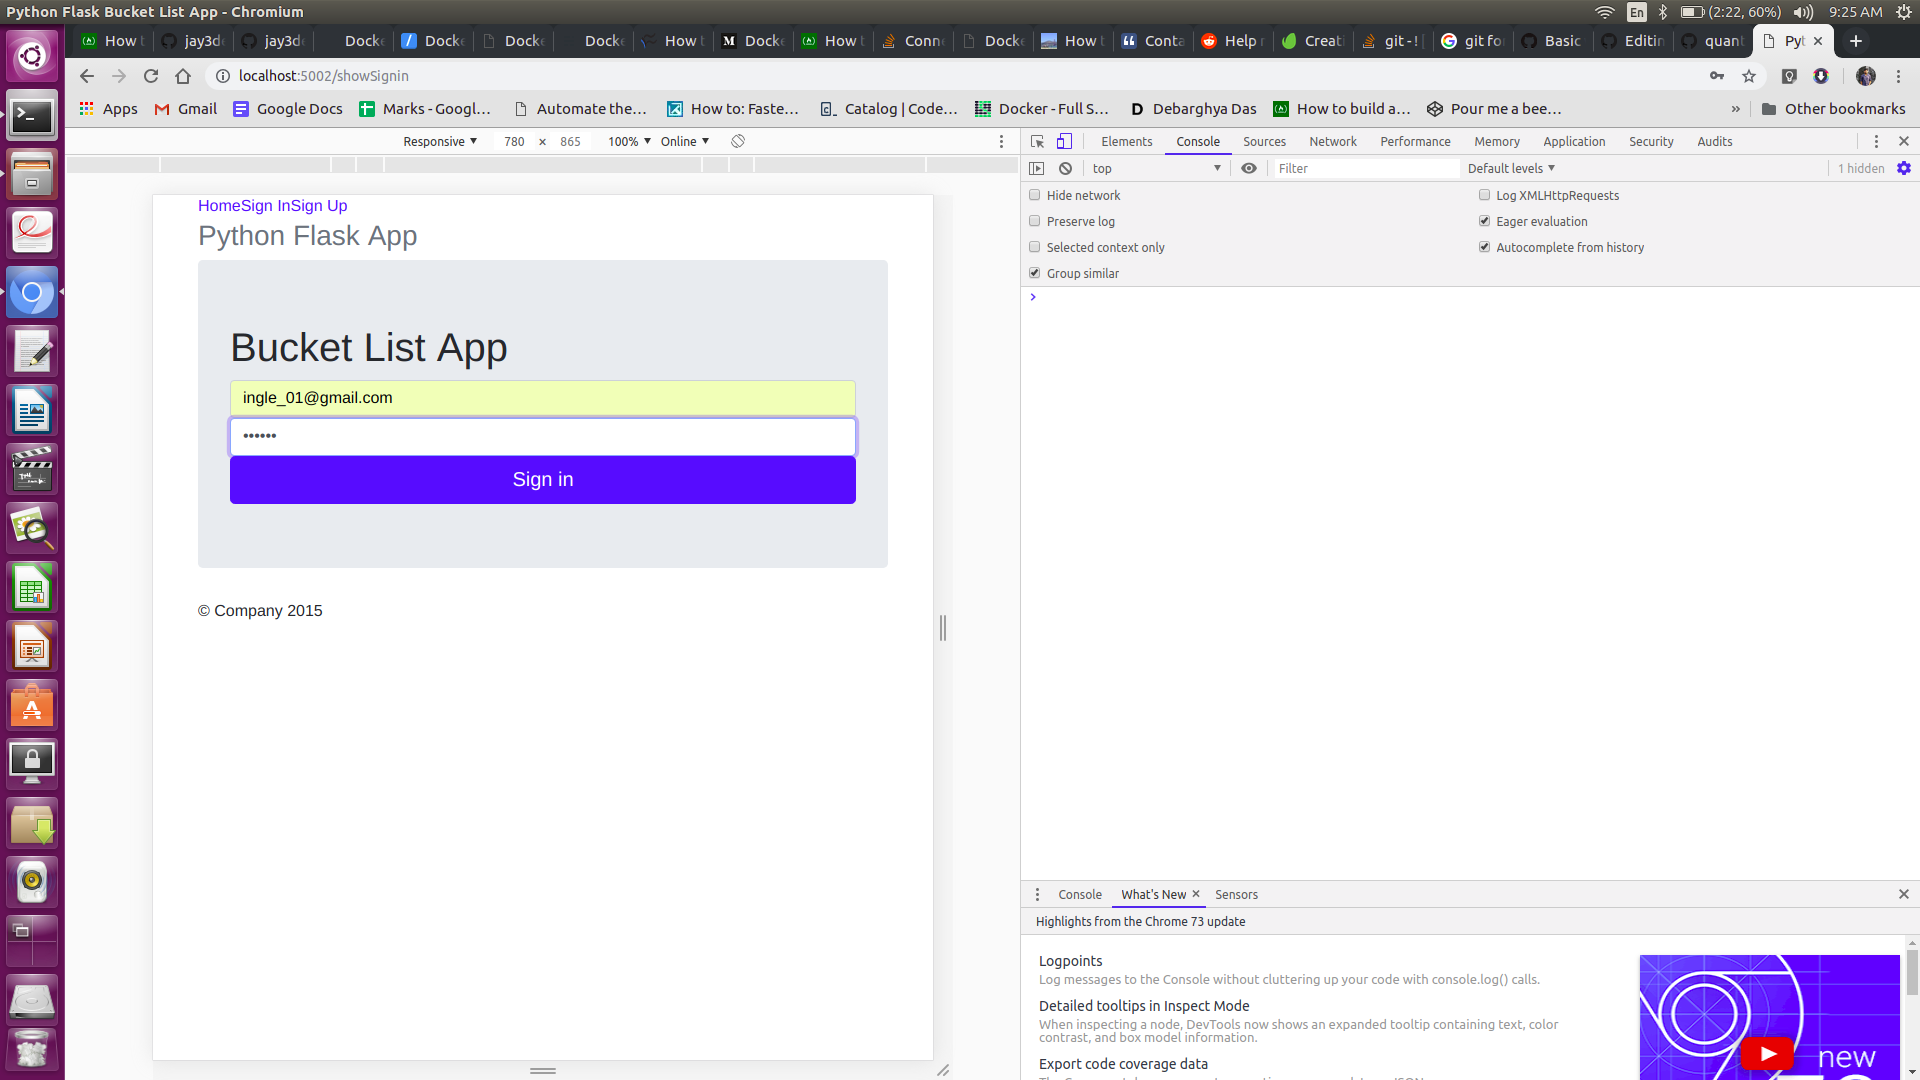 Python Flask Bucket List App - Chromium
En (2:22, 60%) 9:25 AM
How t jay3d jay3d Docke Docke Docke Docke How t Docke How t Conne Docke How t Conta Help r Creati git - ! [ git fo Basic Editin quant Pyt
localhost:5002/showSignin
Apps Gmail Google Docs Marks - Googl... Automate the... How to: Faste... Catalog | Code... Docker - Full S... Debarghya Das How to build a... Pour me a bee... » Other bookmarks
Responsive 780 × 865 100% Online
Elements Console Sources Network Performance Memory Application Security Audits
top Filter Default levels 1 hidden
Hide network Log XMLHttpRequests
Preserve log Eager evaluation
Selected context only Autocomplete from history
Group similar
HomeSign InSign Up
Python Flask App
Bucket List App
ingle_01@gmail.com
••••••
Sign in
© Company 2015
Console What's New Sensors
Highlights from the Chrome 73 update
Logpoints
Log messages to the Console without cluttering up your code with console.log() calls.
Detailed tooltips in Inspect Mode
When inspecting a node, DevTools now shows an expanded tooltip containing text, color
contrast, and box model information.
Export code coverage data
new